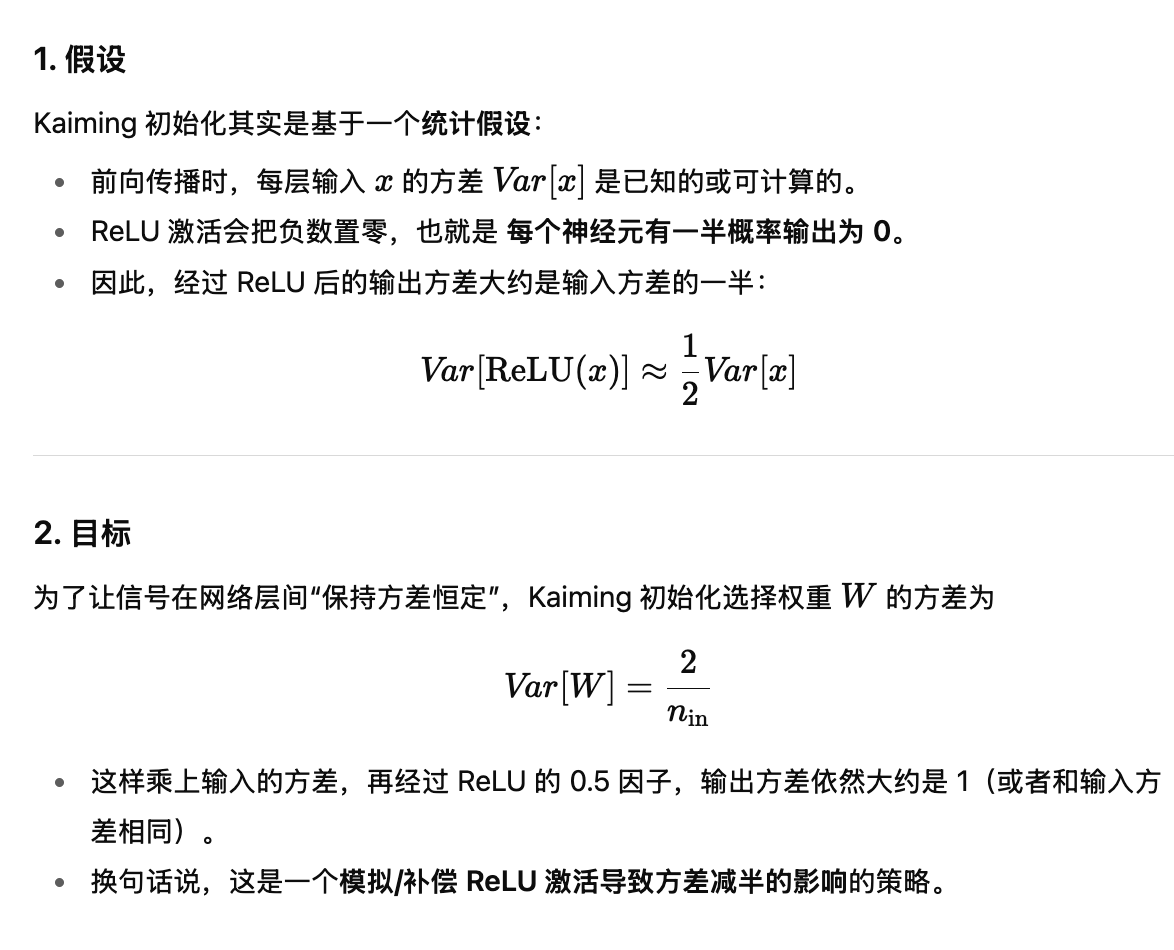 1. 假设
Kaiming 初始化其实是基于一个统计假设：
• 前向传播时，每层输入 x 的方差 Var[x] 是已知的或可计算的。
• ReLU 激活会把负数置零，也就是 每个神经元有一半概率输出为 0。
• 因此，经过 ReLU 后的输出方差大约是输入方差的一半：
Var[ReLU(x)] ≈ 1/2 Var[x]
2. 目标
为了让信号在网络层间“保持方差恒定”，Kaiming 初始化选择权重 W 的方差为
Var[W] = 2/n_in
• 这样乘上输入的方差，再经过 ReLU 的 0.5 因子，输出方差依然大约是 1（或者和输入方
差相同）。
• 换句话说，这是一个模拟/补偿 ReLU 激活导致方差减半的影响的策略。